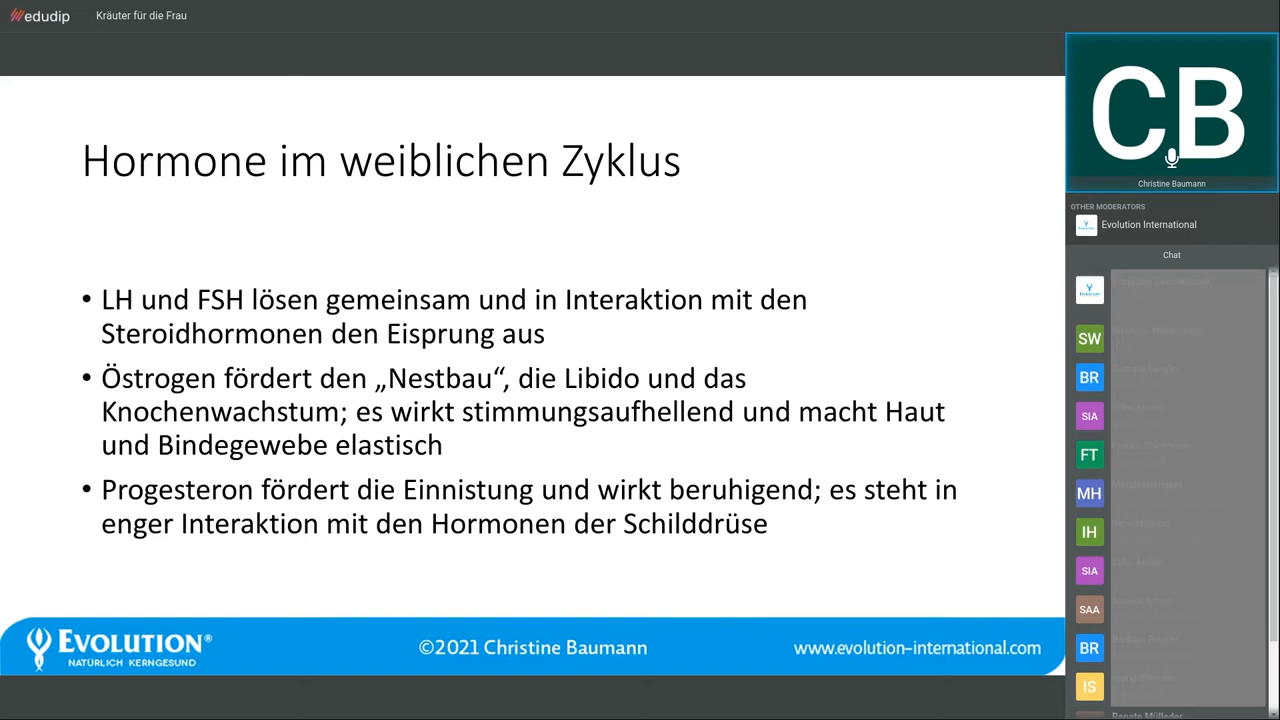 edudip
Kräuter für die Frau
Hormone im weiblichen Zyklus
• LH und FSH lösen gemeinsam und in Interaktion mit den
Steroidhormonen den Eisprung aus
• Östrogen fördert den „Nestbau“, die Libido und das
Knochenwachstum; es wirkt stimmungsaufhellend und macht Haut
und Bindegewebe elastisch
• Progesteron fördert die Einnistung und wirkt beruhigend; es steht in
enger Interaktion mit den Hormonen der Schilddrüse
EVOLUTION®
NATÜRLICH KERNGESUND
©2021 Christine Baumann
www.evolution-international.com
CB
Christine Baumann
OTHER MODERATORS
Evolution International
Chat
SW
BR
SIA
FT
MH
IH
SIA
SAA
BR
IS